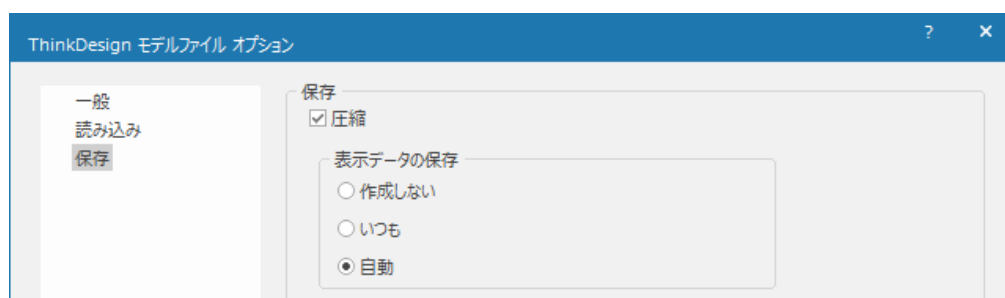 ThinkDesign モデルファイル オプション
? ×
一般
読み込み
保存
保存
圧縮
表示データの保存
作成しない
いつも
自動